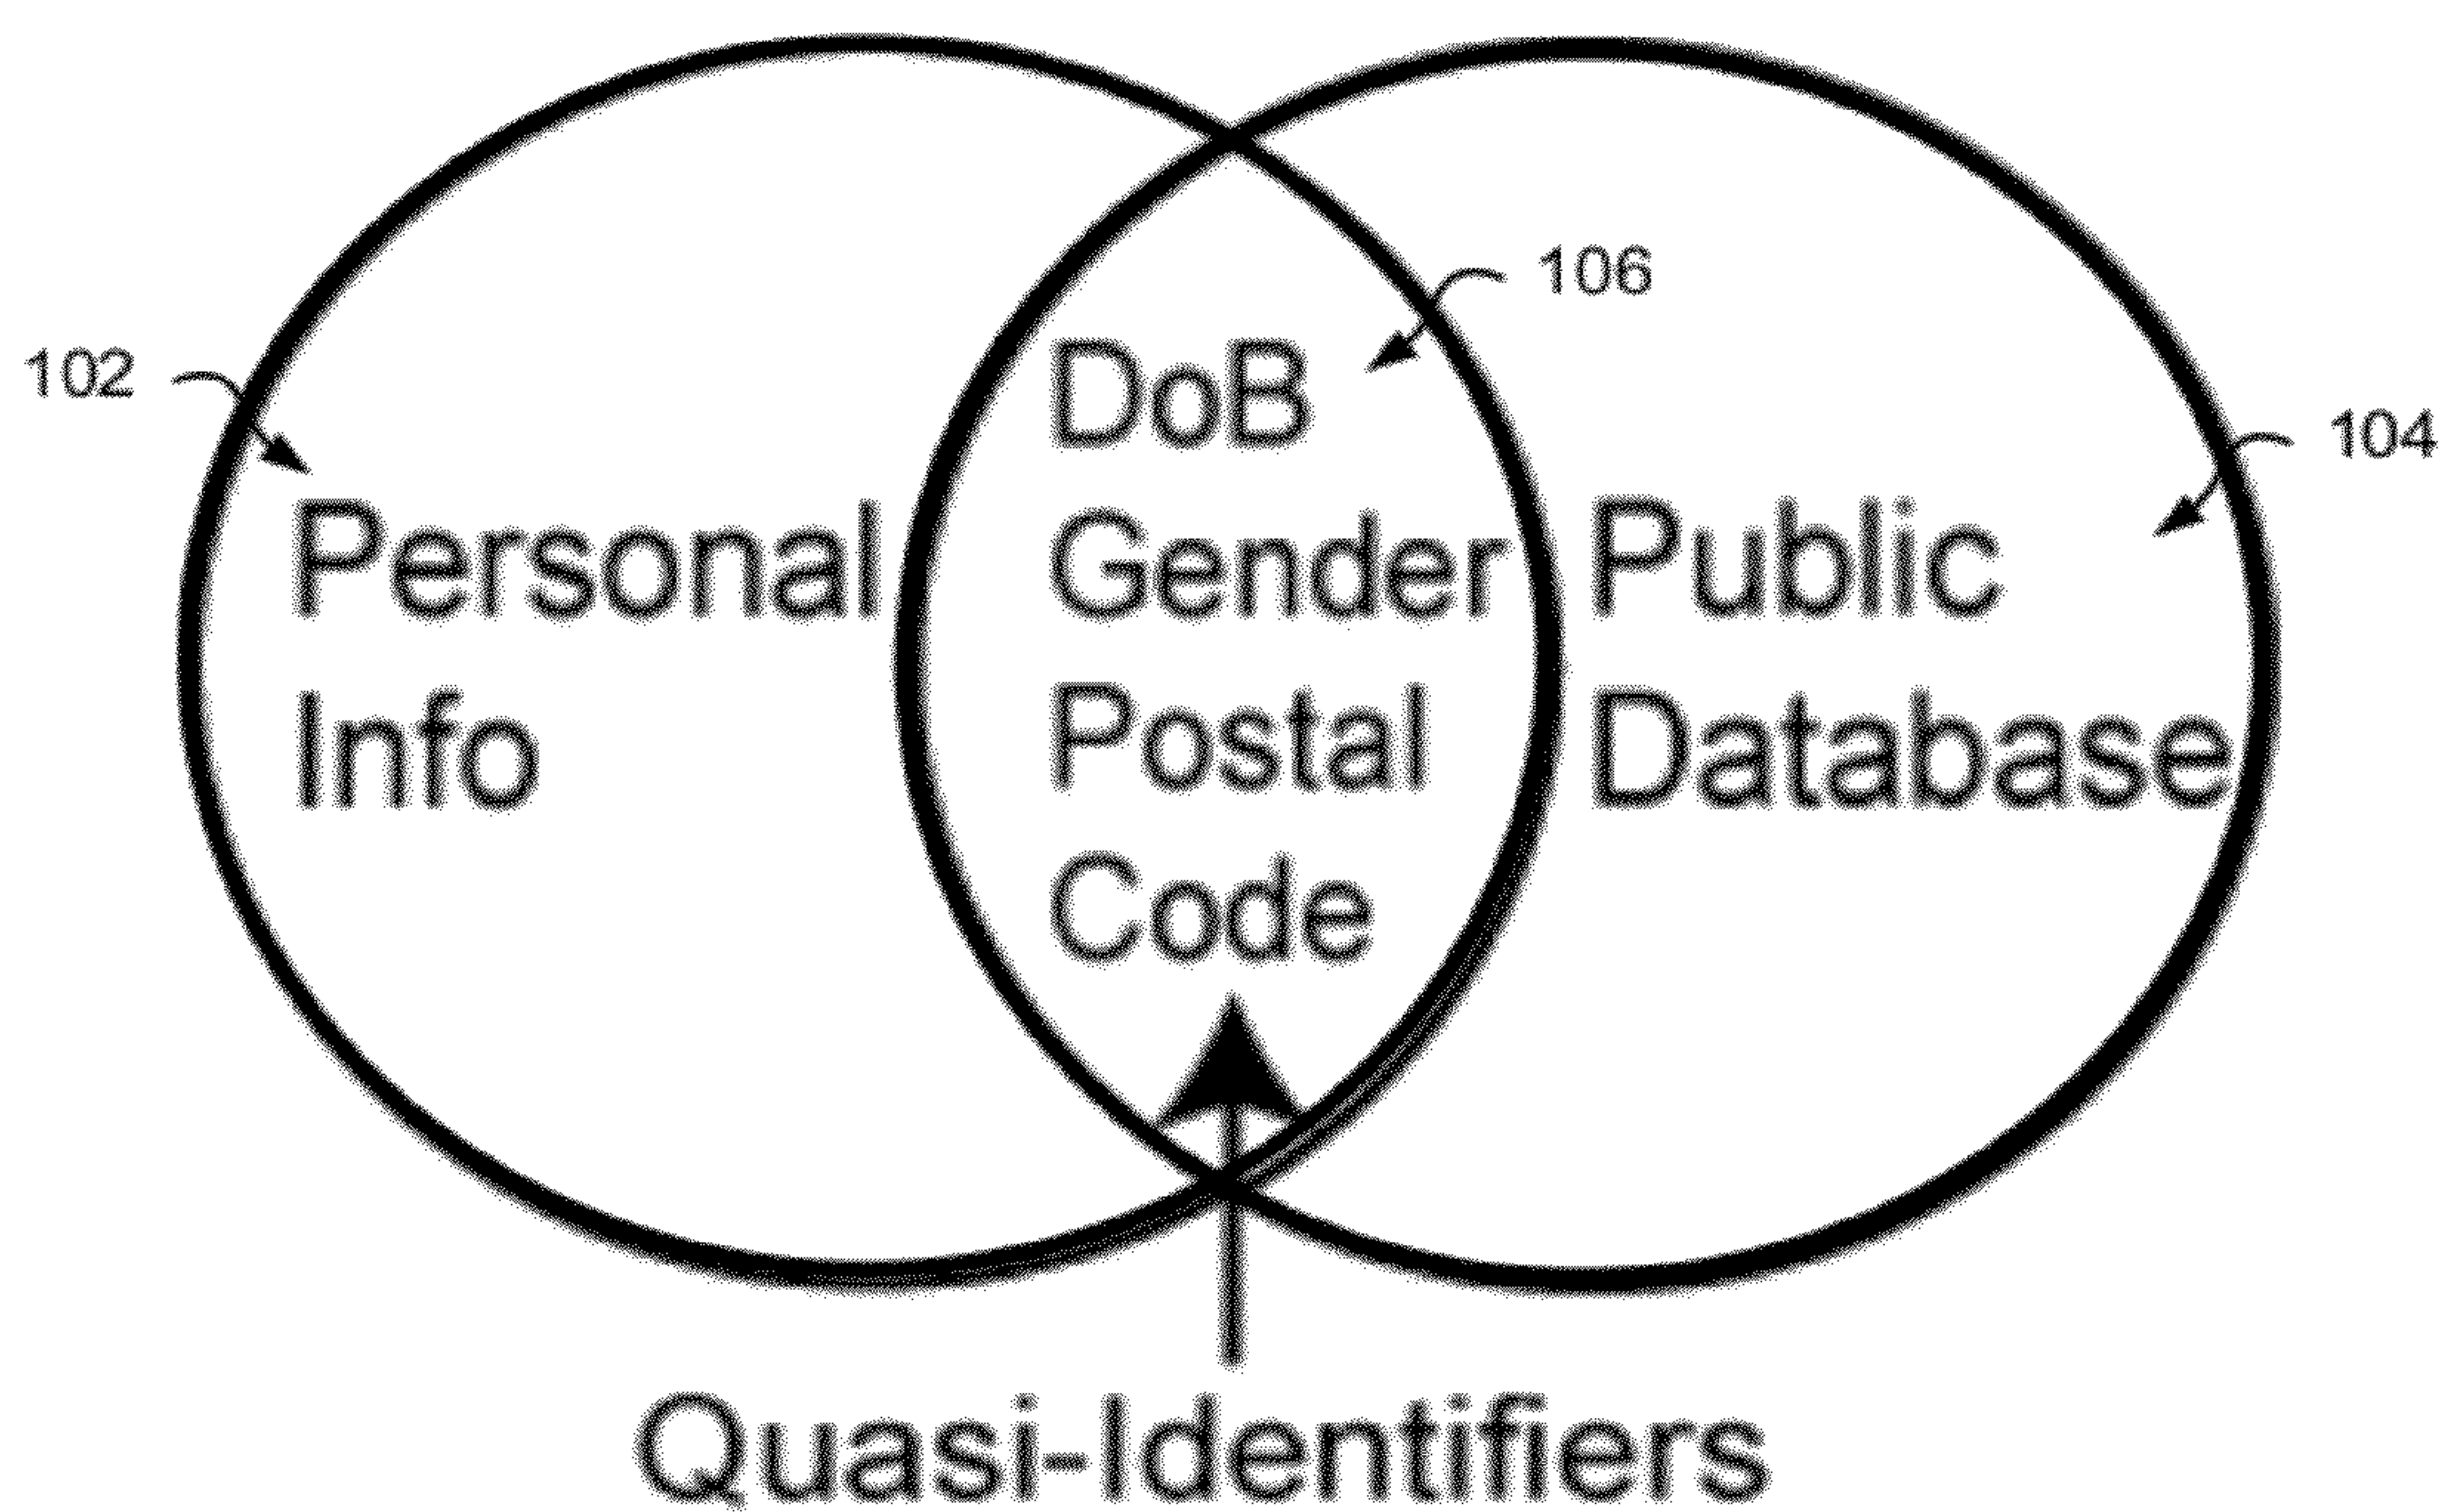 106
102
DoB
104
Personal
Gender
Public
Info
Postal
Database
Code
Quasi-Identifiers